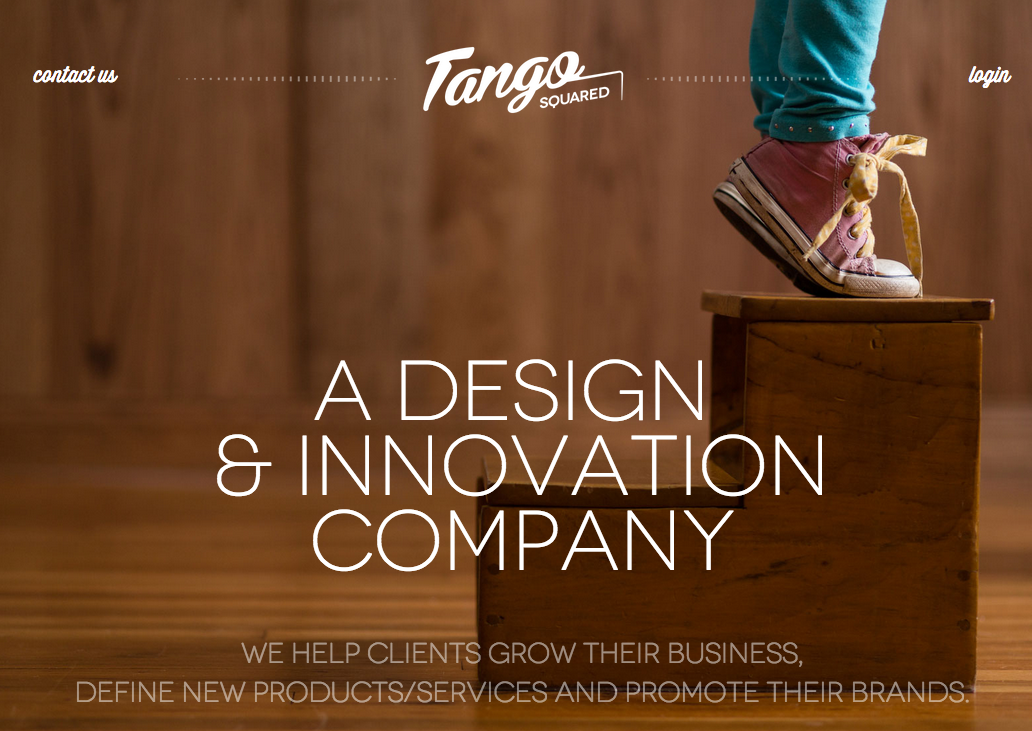 contact us
Tango
SQUARED
login
A DESIGN
& INNOVATION
COMPANY
WE HELP CLIENTS GROW THEIR BUSINESS,
DEFINE NEW PRODUCTS/SERVICES AND PROMOTE THEIR BRANDS.